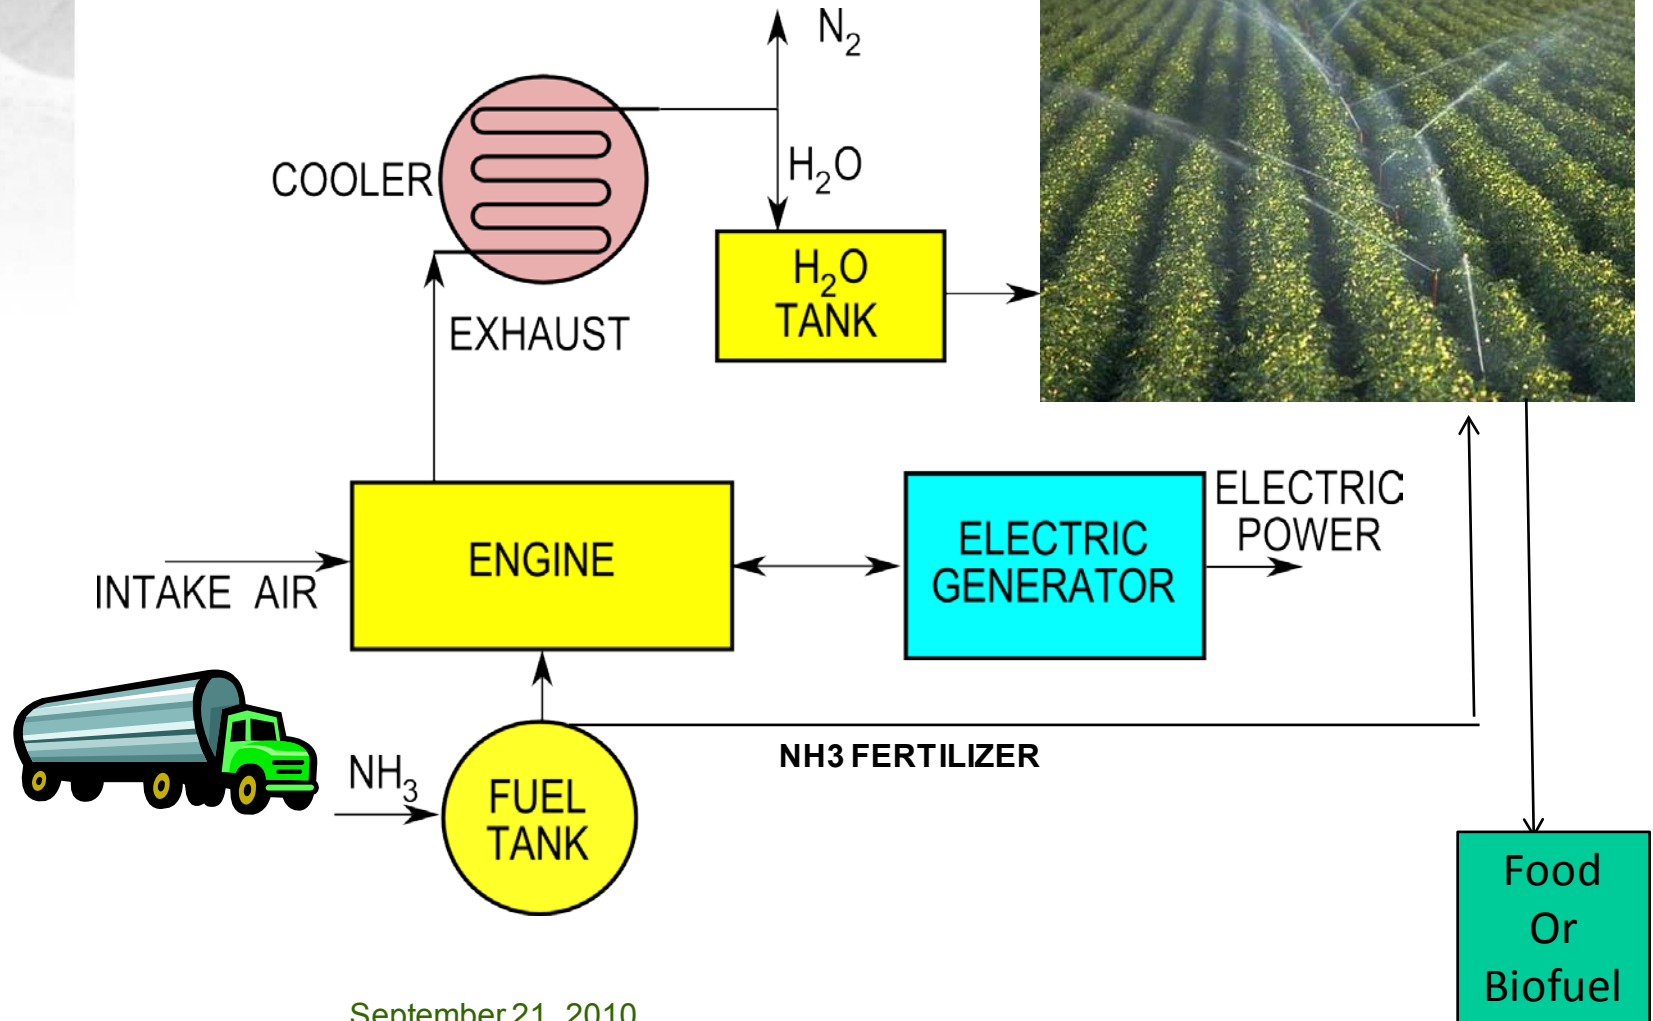 N₂
COOLER
H₂O
H₂O
TANK
EXHAUST
ENGINE
ELECTRIC
GENERATOR
ELECTRIC
POWER
INTAKE AIR
NH₃
FUEL
TANK
NH3 FERTILIZER
Food
Or
Biofuel
September 21, 2010